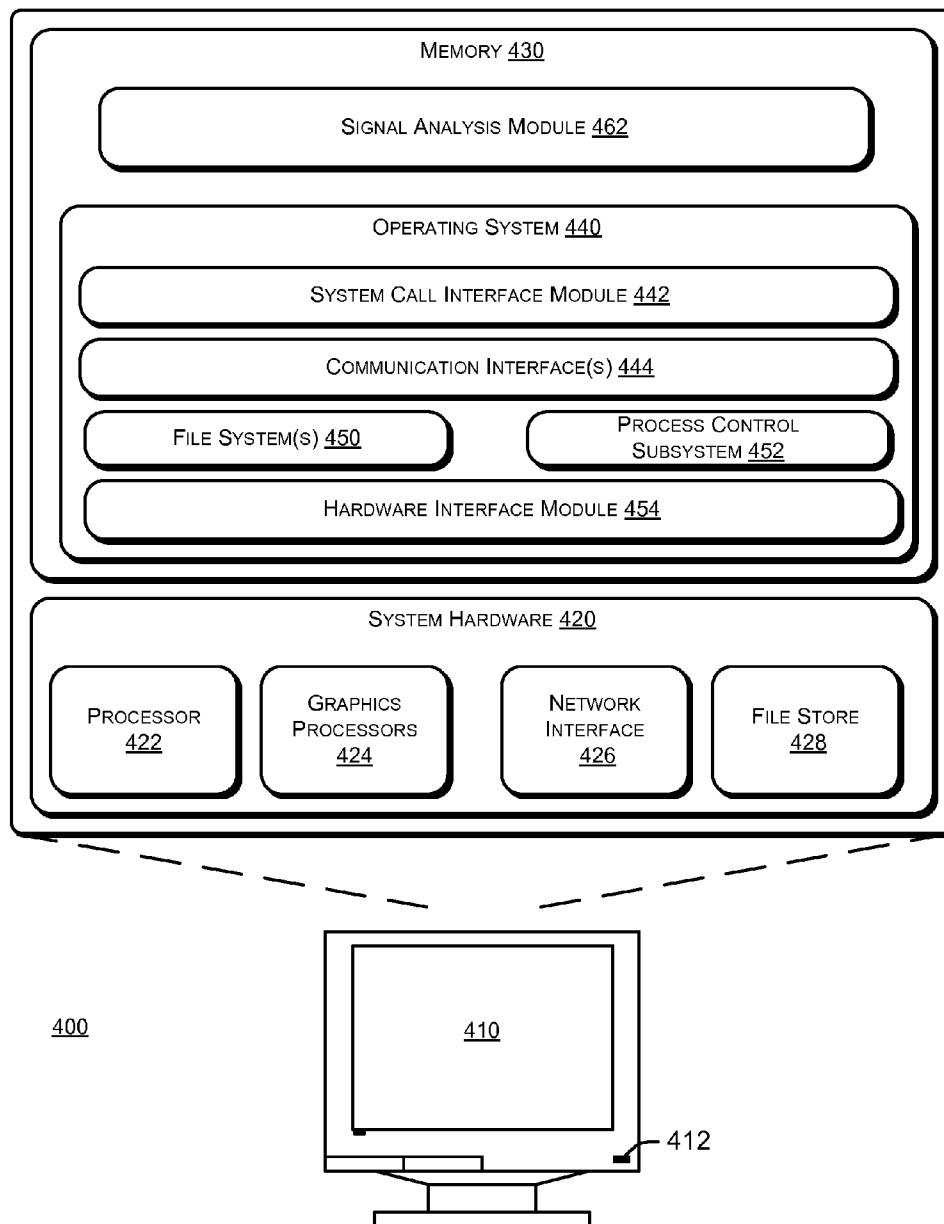 MEMORY 430
SIGNAL ANALYSIS MODULE 462
OPERATING SYSTEM 440
SYSTEM CALL INTERFACE MODULE 442
COMMUNICATION INTERFACE(S) 444
FILE SYSTEM(S) 450
PROCESS CONTROL
SUBSYSTEM 452
HARDWARE INTERFACE MODULE 454
SYSTEM HARDWARE 420
PROCESSOR
422
GRAPHICS
PROCESSORS
424
NETWORK
INTERFACE
426
FILE STORE
428
400
410
412